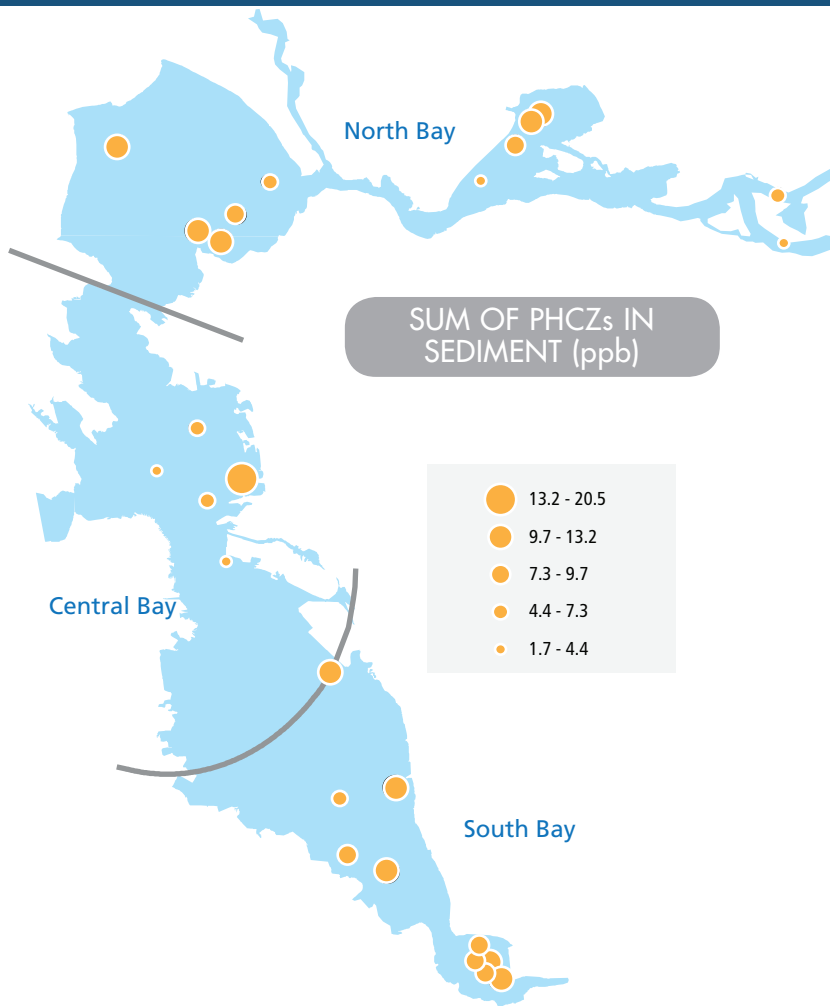 North Bay
SUM OF PHCZs IN
SEDIMENT (ppb)
13.2 - 20.5
9.7 - 13.2
7.3 - 9.7
4.4 - 7.3
1.7 - 4.4
Central Bay
South Bay